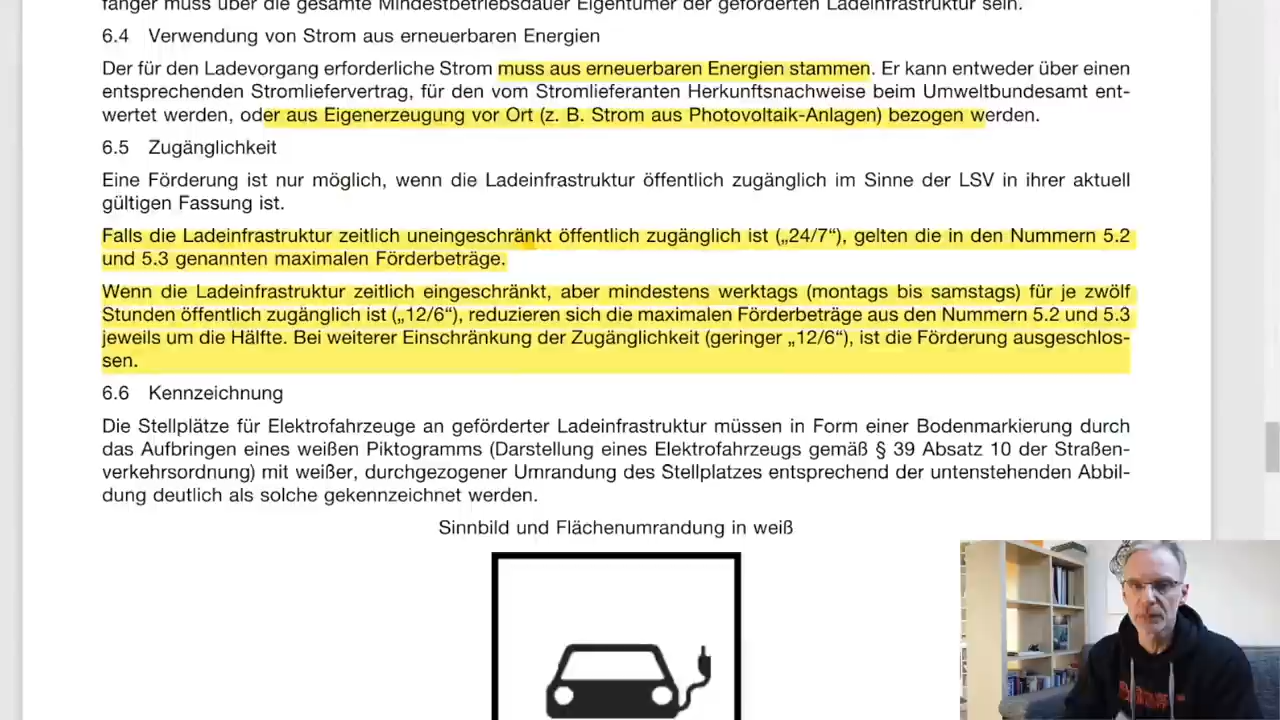 fänger muss über die gesamte Mindestbetriebsdauer Eigentümer der geförderten Ladeinfrastruktur sein.
6.4 Verwendung von Strom aus erneuerbaren Energien
Der für den Ladevorgang erforderliche Strom muss aus erneuerbaren Energien stammen. Er kann entweder über einen
entsprechenden Stromliefervertrag, für den vom Stromlieferanten Herkunftsnachweise beim Umweltbundesamt ent-
wertet werden, oder aus Eigenerzeugung vor Ort (z. B. Strom aus Photovoltaik-Anlagen) bezogen werden.
6.5 Zugänglichkeit
Eine Förderung ist nur möglich, wenn die Ladeinfrastruktur öffentlich zugänglich im Sinne der LSV in ihrer aktuell
gültigen Fassung ist.
Falls die Ladeinfrastruktur zeitlich uneingeschränkt öffentlich zugänglich ist („24/7“), gelten die in den Nummern 5.2
und 5.3 genannten maximalen Förderbeträge.
Wenn die Ladeinfrastruktur zeitlich eingeschränkt, aber mindestens werktags (montags bis samstags) für je zwölf
Stunden öffentlich zugänglich ist („12/6“), reduzieren sich die maximalen Förderbeträge aus den Nummern 5.2 und 5.3
jeweils um die Hälfte. Bei weiterer Einschränkung der Zugänglichkeit (geringer „12/6“), ist die Förderung ausgeschlos-
sen.
6.6 Kennzeichnung
Die Stellplätze für Elektrofahrzeuge an geförderter Ladeinfrastruktur müssen in Form einer Bodenmarkierung durch
das Aufbringen eines weißen Piktogramms (Darstellung eines Elektrofahrzeugs gemäß § 39 Absatz 10 der Straßen-
verkehrsordnung) mit weißer, durchgezogener Umrandung des Stellplatzes entsprechend der untenstehenden Abbil-
dung deutlich als solche gekennzeichnet werden.
Sinnbild und Flächenumrandung in weiß